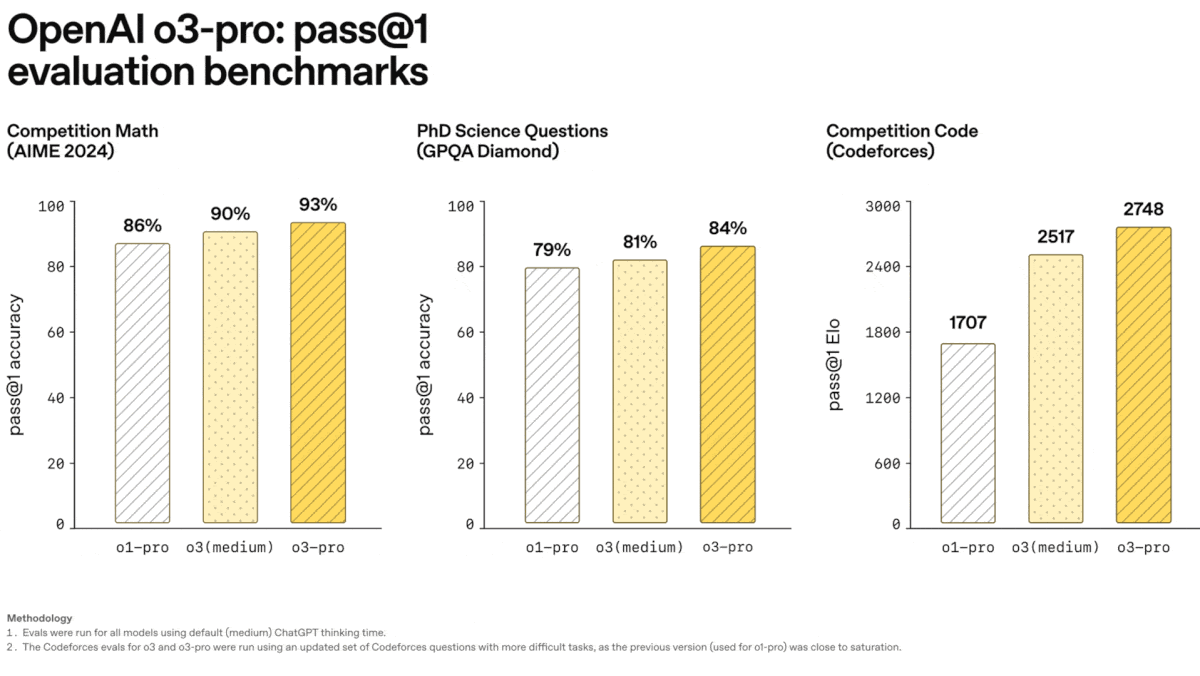 OpenAI o3-pro: pass@1
evaluation benchmarks
Competition Math
(AIME 2024)
pass@1 accuracy
100
80
60
40
20
0
86%
90%
93%
o1-pro
o3(medium)
o3-pro
PhD Science Questions
(GPQA Diamond)
pass@1 accuracy
100
80
60
40
20
0
79%
81%
84%
o1-pro
o3(medium)
o3-pro
Competition Code
(Codeforces)
pass@1 Elo
3000
2400
1800
1200
600
0
1707
2517
2748
o1-pro
o3(medium)
o3-pro
Methodology
1. Evals were run for all models using default (medium) ChatGPT thinking time.
2. The Codeforces evals for o3 and o3-pro were run using an updated set of Codeforces questions with more difficult tasks, as the previous version (used for o1-pro) was close to saturation.